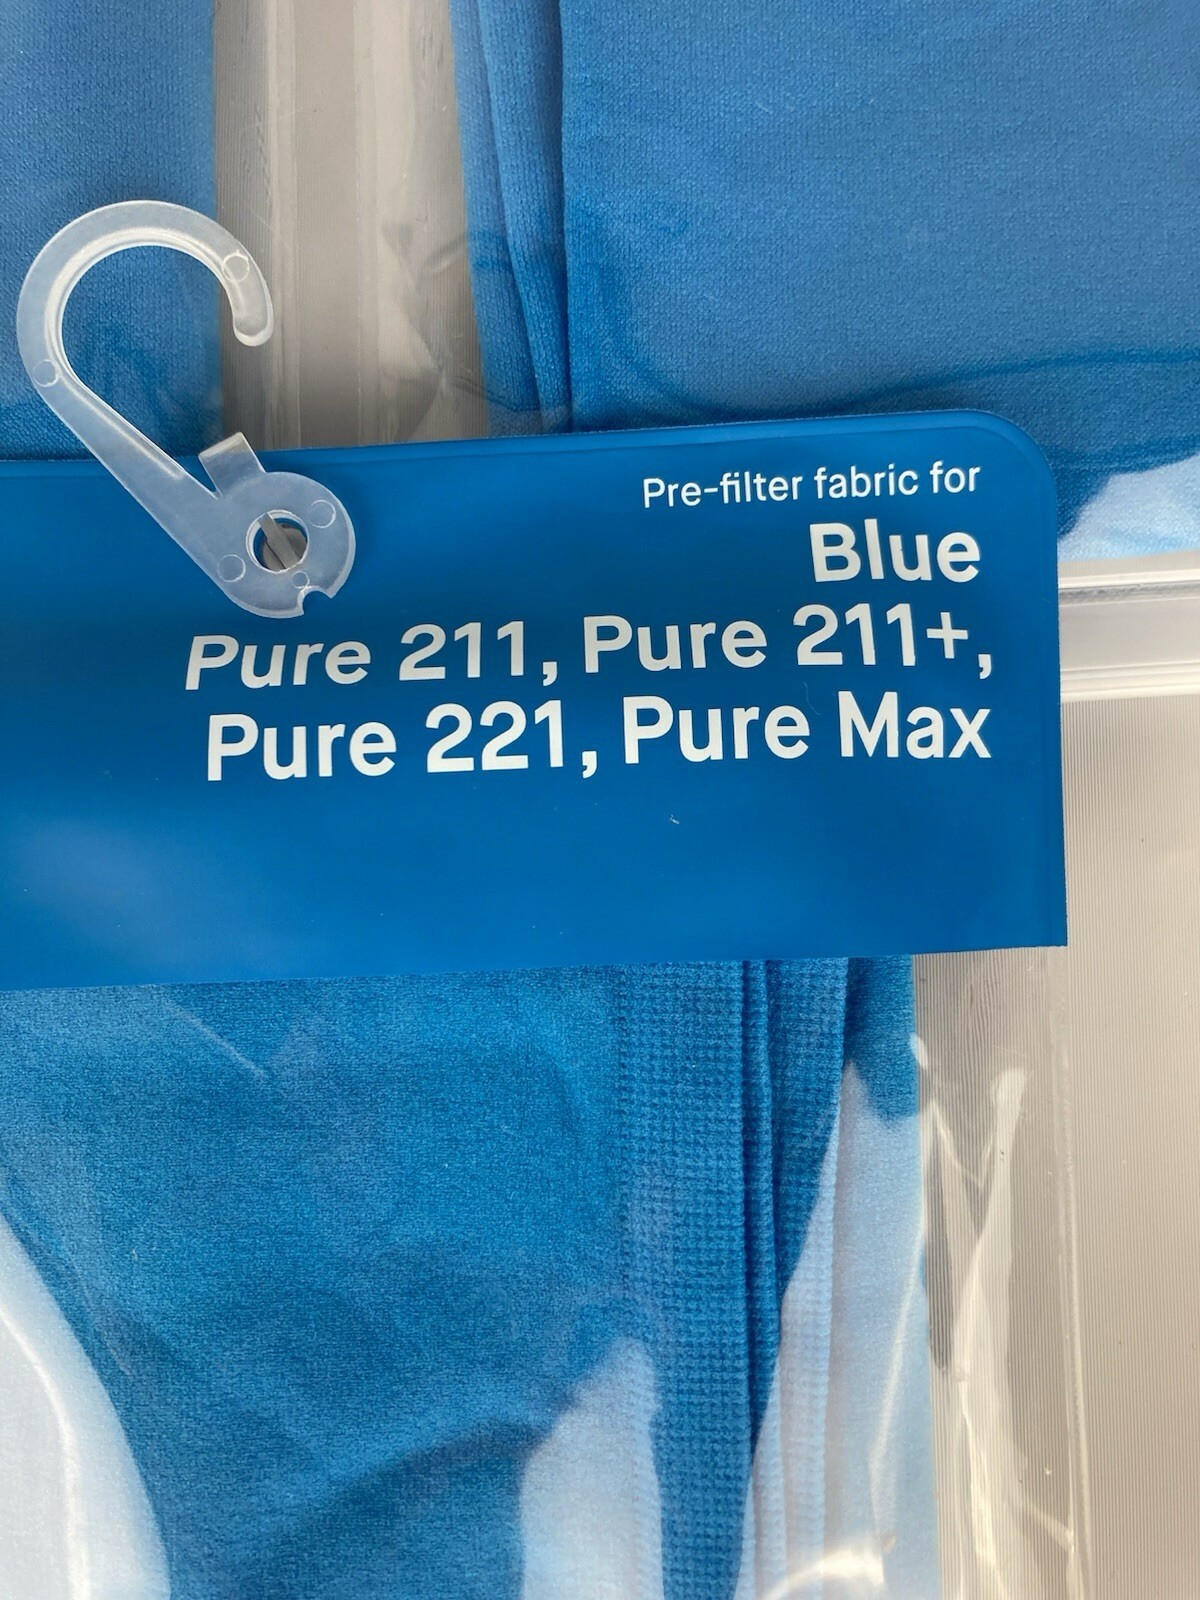 Pre-filter fabric for
Blue
Pure 211, Pure 211+,
Pure 221, Pure Max